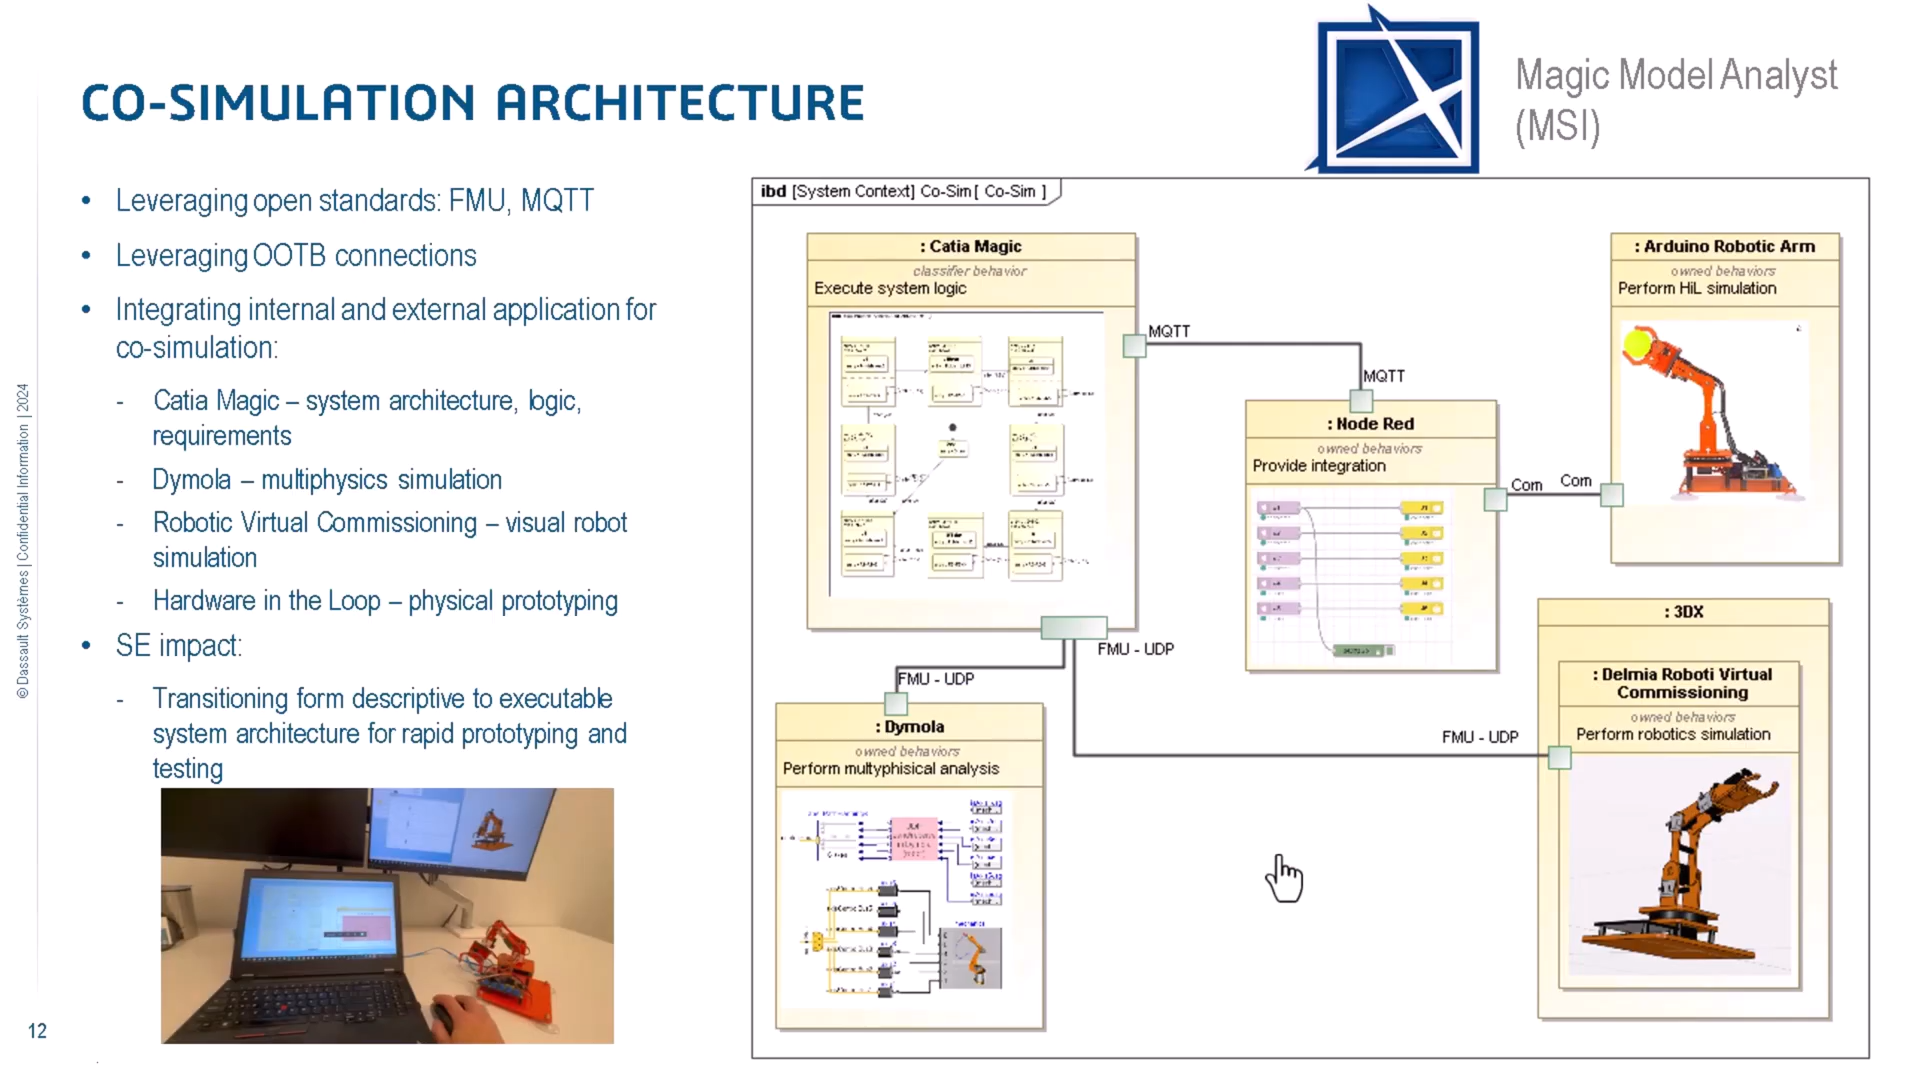 CO-SIMULATION ARCHITECTURE
Magic Model Analyst
(MSI)
• Leveraging open standards: FMU, MQTT
• Leveraging OOTB connections
• Integrating internal and external application for
co-simulation:
- Catia Magic – system architecture, logic,
requirements
- Dymola – multiphysics simulation
- Robotic Virtual Commissioning – visual robot
simulation
- Hardware in the Loop – physical prototyping
• SE impact:
- Transitioning form descriptive to executable
system architecture for rapid prototyping and
testing
ibd [System Context] Co-Sim [ Co-Sim ]
: Catia Magic
classifier behavior
Execute system logic
MQTT
MQTT
: Node Red
owned behaviors
Provide integration
Com
Com
: Arduino Robotic Arm
owned behaviors
Perform HiL simulation
FMU - UDP
FMU - UDP
: Dymola
owned behaviors
Perform multyphisical analysis
FMU - UDP
: 3DX
: Delmia Roboti Virtual
Commissioning
owned behaviors
Perform robotics simulation
© Dassault Systèmes | Confidential Information | 2024
12